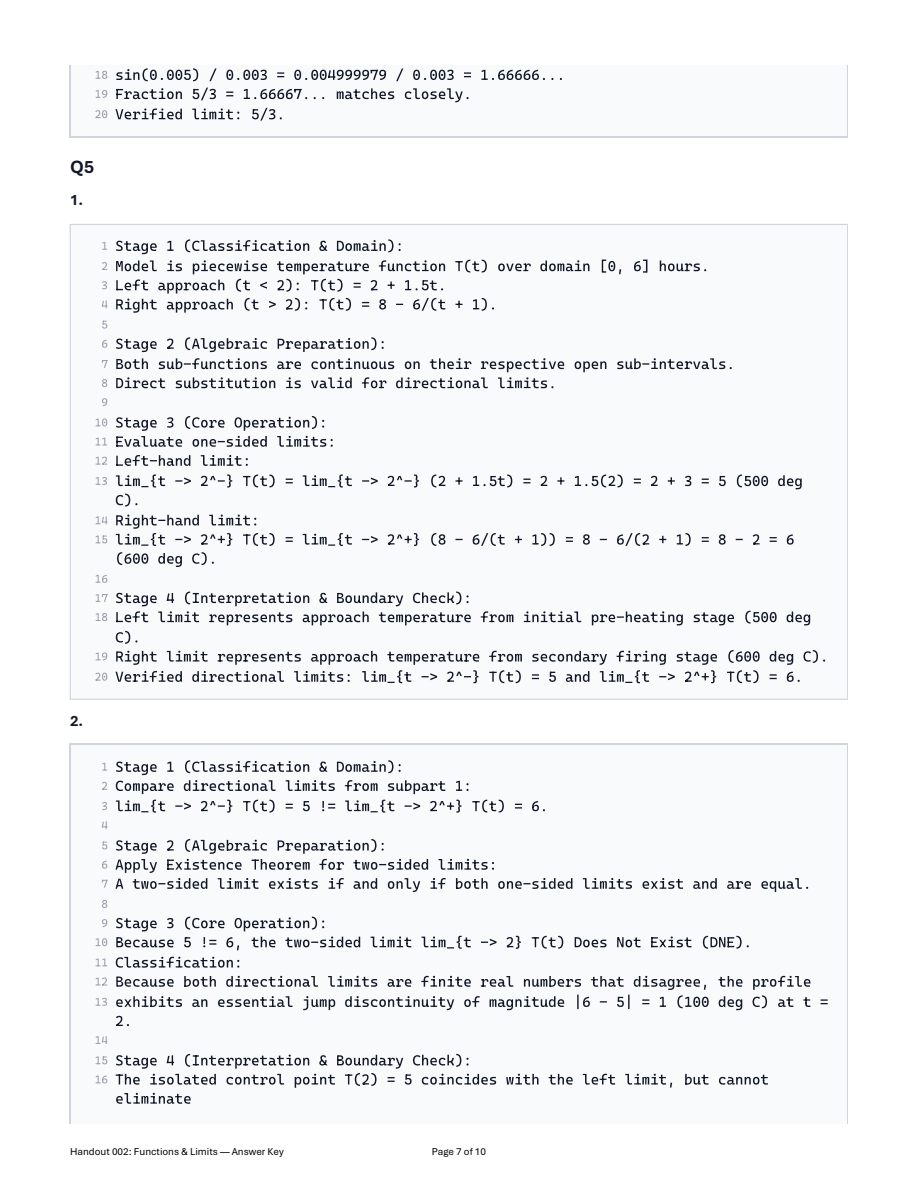 18 sin(0.005) / 0.003 = 0.004999979 / 0.003 = 1.66666...
19 Fraction 5/3 = 1.66667... matches closely.
20 Verified limit: 5/3.
Q5
1.
1 Stage 1 (Classification & Domain):
2 Model is piecewise temperature function T(t) over domain [0, 6] hours.
3 Left approach (t < 2): T(t) = 2 + 1.5t.
4 Right approach (t > 2): T(t) = 8 − 6/(t + 1).
5
6 Stage 2 (Algebraic Preparation):
7 Both sub−functions are continuous on their respective open sub−intervals.
8 Direct substitution is valid for directional limits.
9
10 Stage 3 (Core Operation):
11 Evaluate one−sided limits:
12 Left−hand limit:
13 lim_{t −> 2^−} T(t) = lim_{t −> 2^−} (2 + 1.5t) = 2 + 1.5(2) = 2 + 3 = 5 (500 deg
C).
14 Right−hand limit:
15 lim_{t −> 2^+} T(t) = lim_{t −> 2^+} (8 − 6/(t + 1)) = 8 − 6/(2 + 1) = 8 − 2 = 6
(600 deg C).
16
17 Stage 4 (Interpretation & Boundary Check):
18 Left limit represents approach temperature from initial pre−heating stage (500 deg
C).
19 Right limit represents approach temperature from secondary firing stage (600 deg C).
20 Verified directional limits: lim_{t −> 2^−} T(t) = 5 and lim_{t −> 2^+} T(t) = 6.
2.
1 Stage 1 (Classification & Domain):
2 Compare directional limits from subpart 1:
3 lim_{t −> 2^−} T(t) = 5 != lim_{t −> 2^+} T(t) = 6.
4
5 Stage 2 (Algebraic Preparation):
6 Apply Existence Theorem for two−sided limits:
7 A two−sided limit exists if and only if both one−sided limits exist and are equal.
8
9 Stage 3 (Core Operation):
10 Because 5 != 6, the two−sided limit lim_{t −> 2} T(t) Does Not Exist (DNE).
11 Classification:
12 Because both directional limits are finite real numbers that disagree, the profile
13 exhibits an essential jump discontinuity of magnitude |6 − 5| = 1 (100 deg C) at t =
2.
14
15 Stage 4 (Interpretation & Boundary Check):
16 The isolated control point T(2) = 5 coincides with the left limit, but cannot
eliminate
Handout 002: Functions & Limits — Answer Key Page 7 of 10